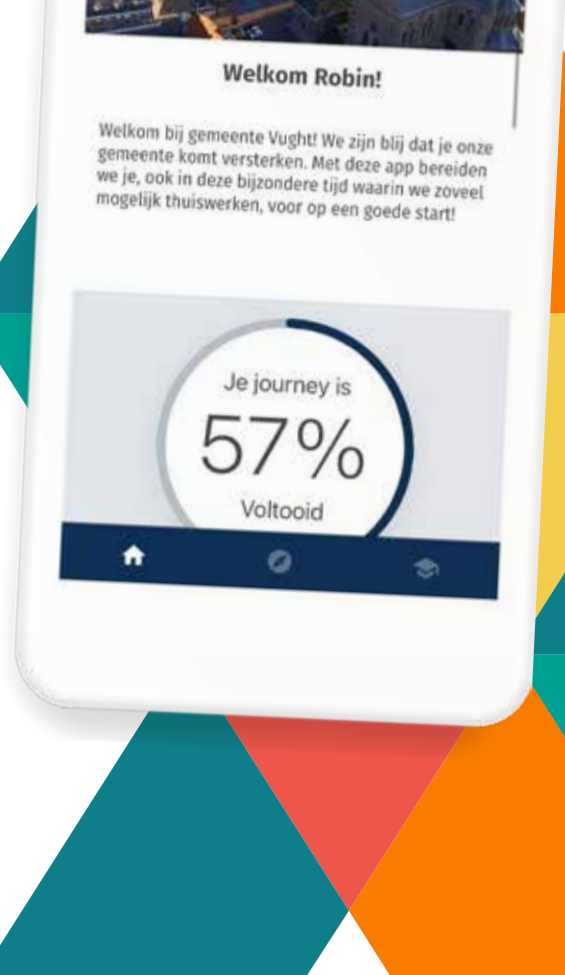 Welkom Robin!
Welkom bij gemeente Vught! We zijn blij dat je onze
gemeente komt versterken. Met deze app bereiden
we je, ook in deze bijzondere tijd waarin we zoveel
mogelijk thuiswerken, voor op een goede start!
Je journey is
57%
Voltooid